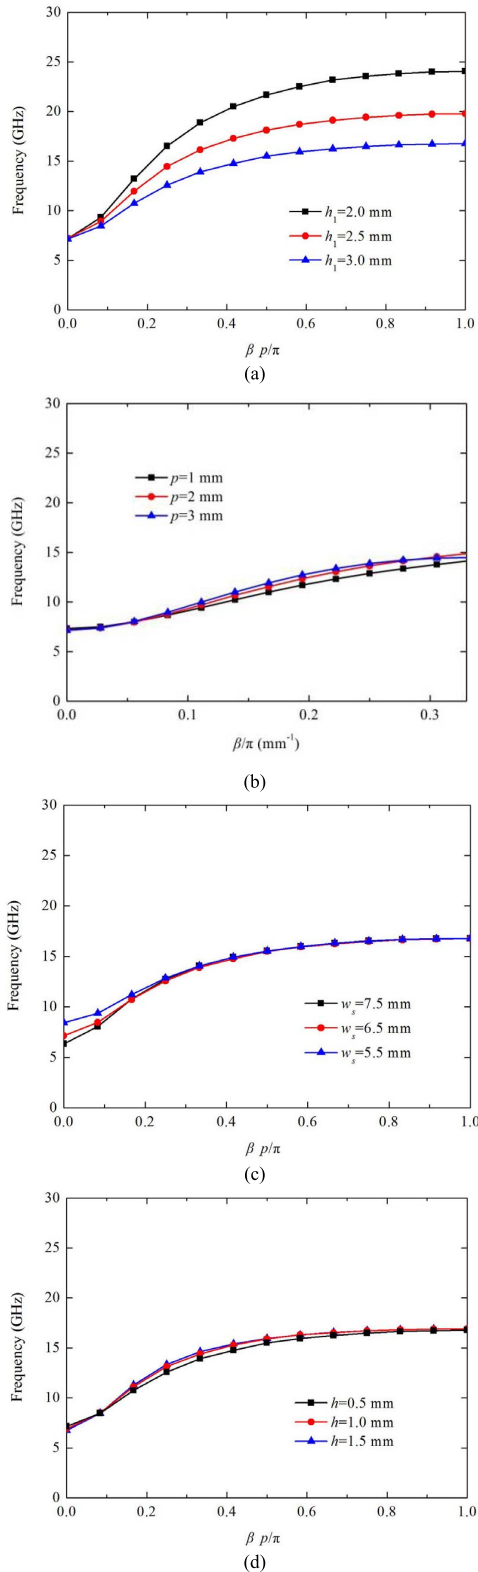 30
25
20
15
10
5
0
Frequency (GHz)
h₁=2.0 mm
h₁=2.5 mm
h₁=3.0 mm
0.0 0.2 0.4 0.6 0.8 1.0
β p/π
(a)
30
25
20
15
10
5
0
Frequency (GHz)
p=1 mm
p=2 mm
p=3 mm
0.0 0.1 0.2 0.3
β/π (mm⁻¹)
(b)
30
25
20
15
10
5
0
Frequency (GHz)
wₛ=7.5 mm
wₛ=6.5 mm
wₛ=5.5 mm
0.0 0.2 0.4 0.6 0.8 1.0
β p/π
(c)
30
25
20
15
10
5
0
Frequency (GHz)
h=0.5 mm
h=1.0 mm
h=1.5 mm
0.0 0.2 0.4 0.6 0.8 1.0
β p/π
(d)